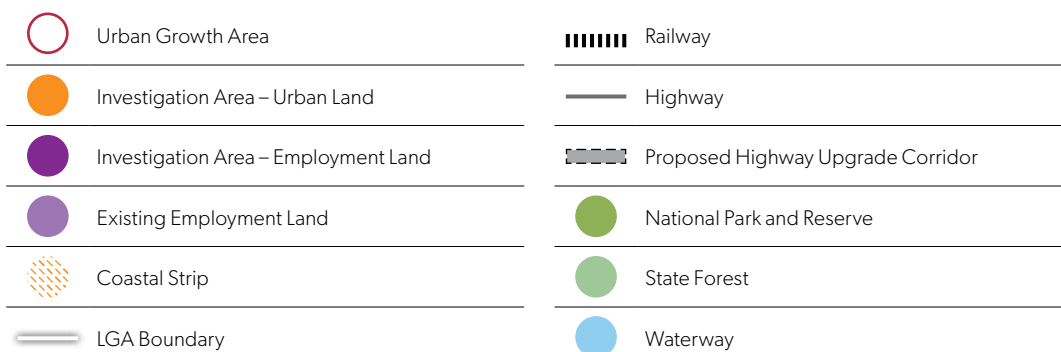 Urban Growth Area
Investigation Area – Urban Land
Investigation Area – Employment Land
Existing Employment Land
Coastal Strip
LGA Boundary
Railway
Highway
Proposed Highway Upgrade Corridor
National Park and Reserve
State Forest
Waterway